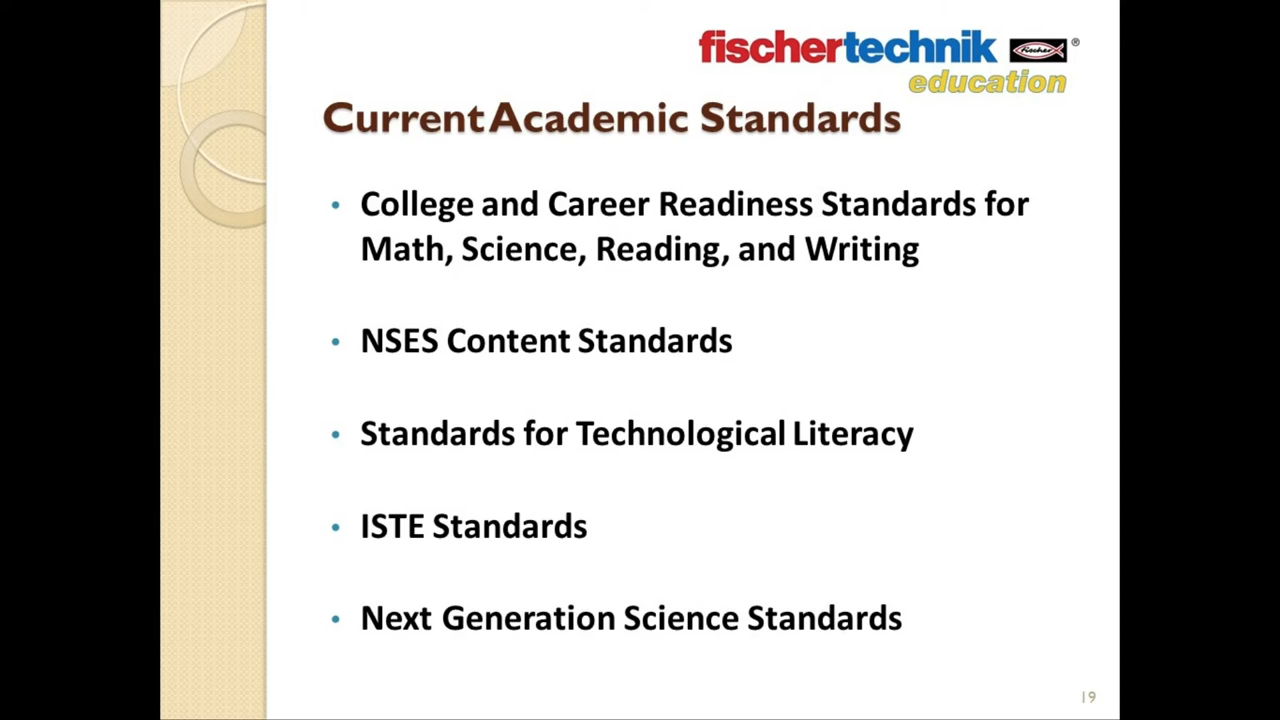 fischertechnik fischer ®
education
Current Academic Standards
• College and Career Readiness Standards for
Math, Science, Reading, and Writing
• NSES Content Standards
• Standards for Technological Literacy
• ISTE Standards
• Next Generation Science Standards
19